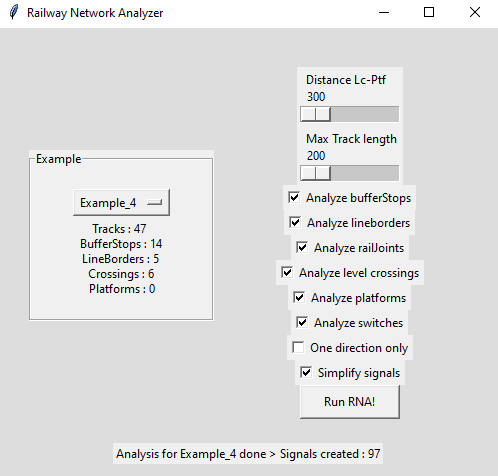 Railway Network Analyzer
Example
Example_4
Tracks : 47
BufferStops : 14
LineBorders : 5
Crossings : 6
Platforms : 0
Distance Lc-Ptf
300
Max Track length
200
Analyze bufferStops
Analyze lineborders
Analyze railJoints
Analyze level crossings
Analyze platforms
Analyze switches
One direction only
Simplify signals
Run RNA!
Analysis for Example_4 done > Signals created : 97